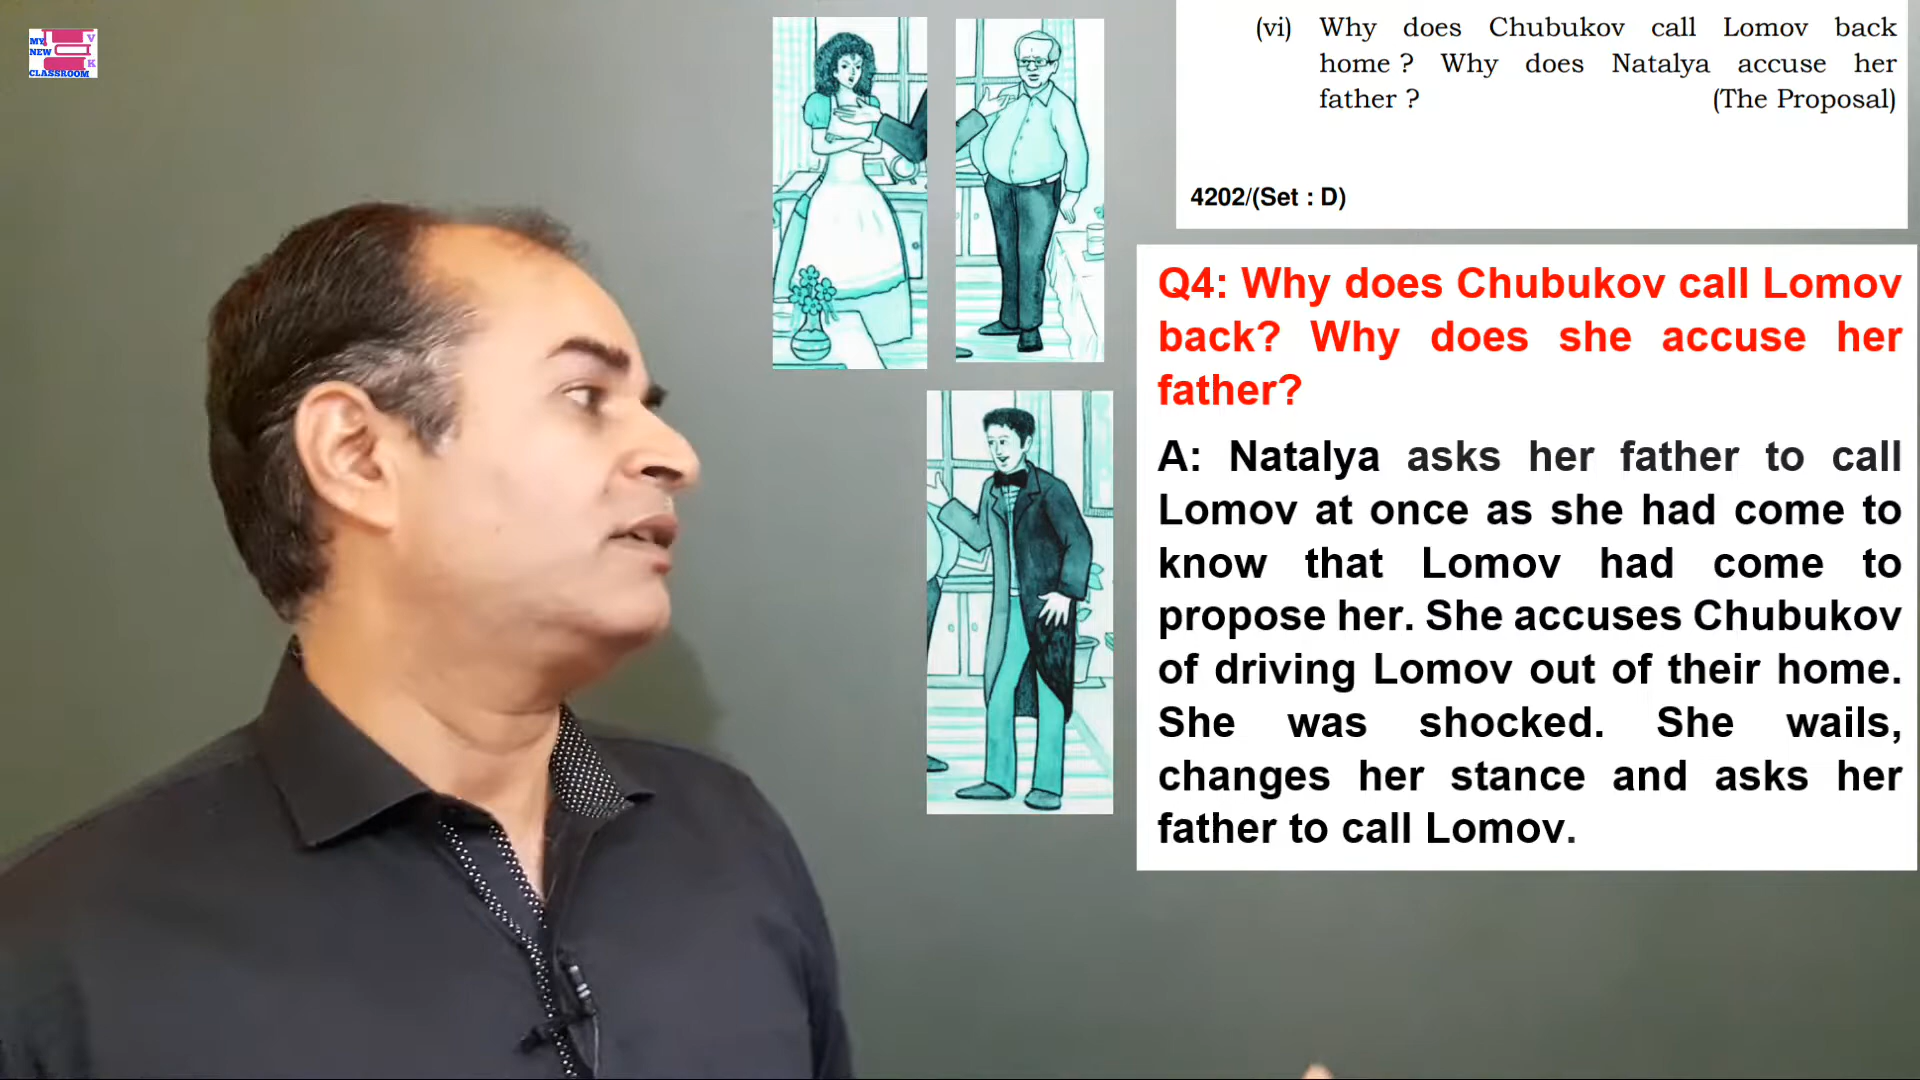 MY
NEW
V
K
CLASSROOM
(vi) Why does Chubukov call Lomov back
home ? Why does Natalya accuse her
father ? (The Proposal)
4202/(Set : D)
Q4: Why does Chubukov call Lomov
back? Why does she accuse her
father?
A: Natalya asks her father to call
Lomov at once as she had come to
know that Lomov had come to
propose her. She accuses Chubukov
of driving Lomov out of their home.
She was shocked. She wails,
changes her stance and asks her
father to call Lomov.